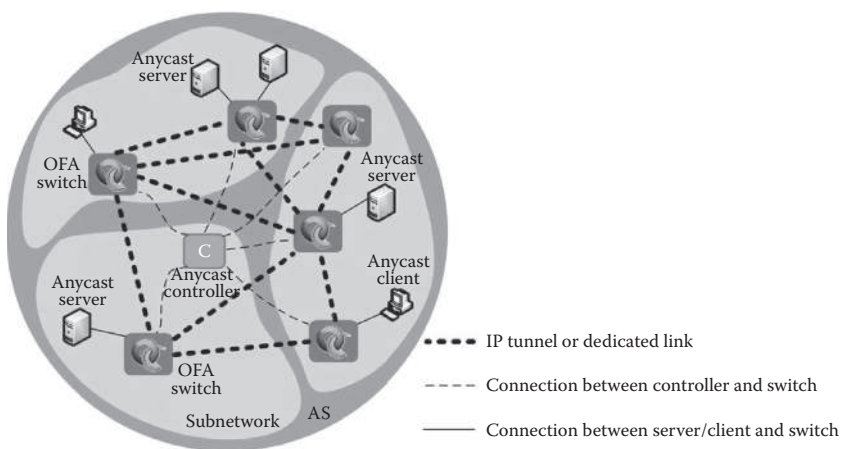 Anycast
server
OFA
switch
Anycast
server
C
Anycast
controller
Anycast
client
Anycast
server
OFA
switch
Subnetwork
AS
IP tunnel or dedicated link
Connection between controller and switch
Connection between server/client and switch